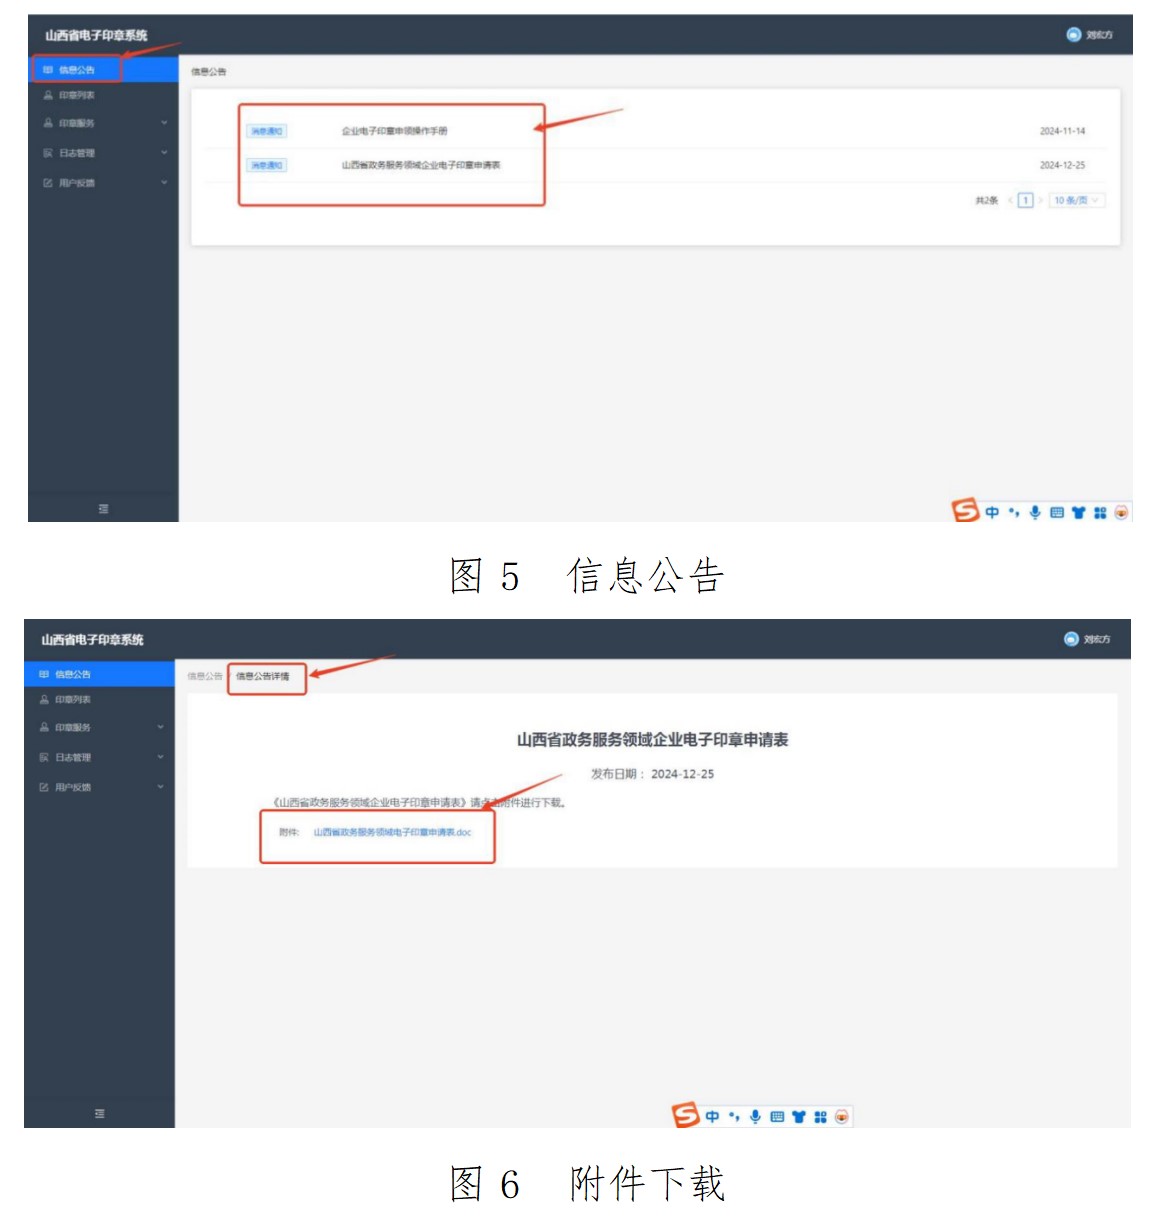 山西省电子印章系统
刘宏方
信息公告
信息公告
印章列表
印章服务
日志管理
用户反馈
消息通知 企业电子印章申领操作手册 2024-11-14
消息通知 山西省政务服务领域企业电子印章申请表 2024-12-25
共2条 < 1 > 10 条/页
中
图 5 信息公告
山西省电子印章系统
刘宏方
信息公告
信息公告 / 信息公告详情
印章列表
印章服务
日志管理
用户反馈
山西省政务服务领域企业电子印章申请表
发布日期： 2024-12-25
《山西省政务服务领域企业电子印章申请表》请点击附件进行下载。
附件: 山西省政务服务领域电子印章申请表.doc
中
图 6 附件下载